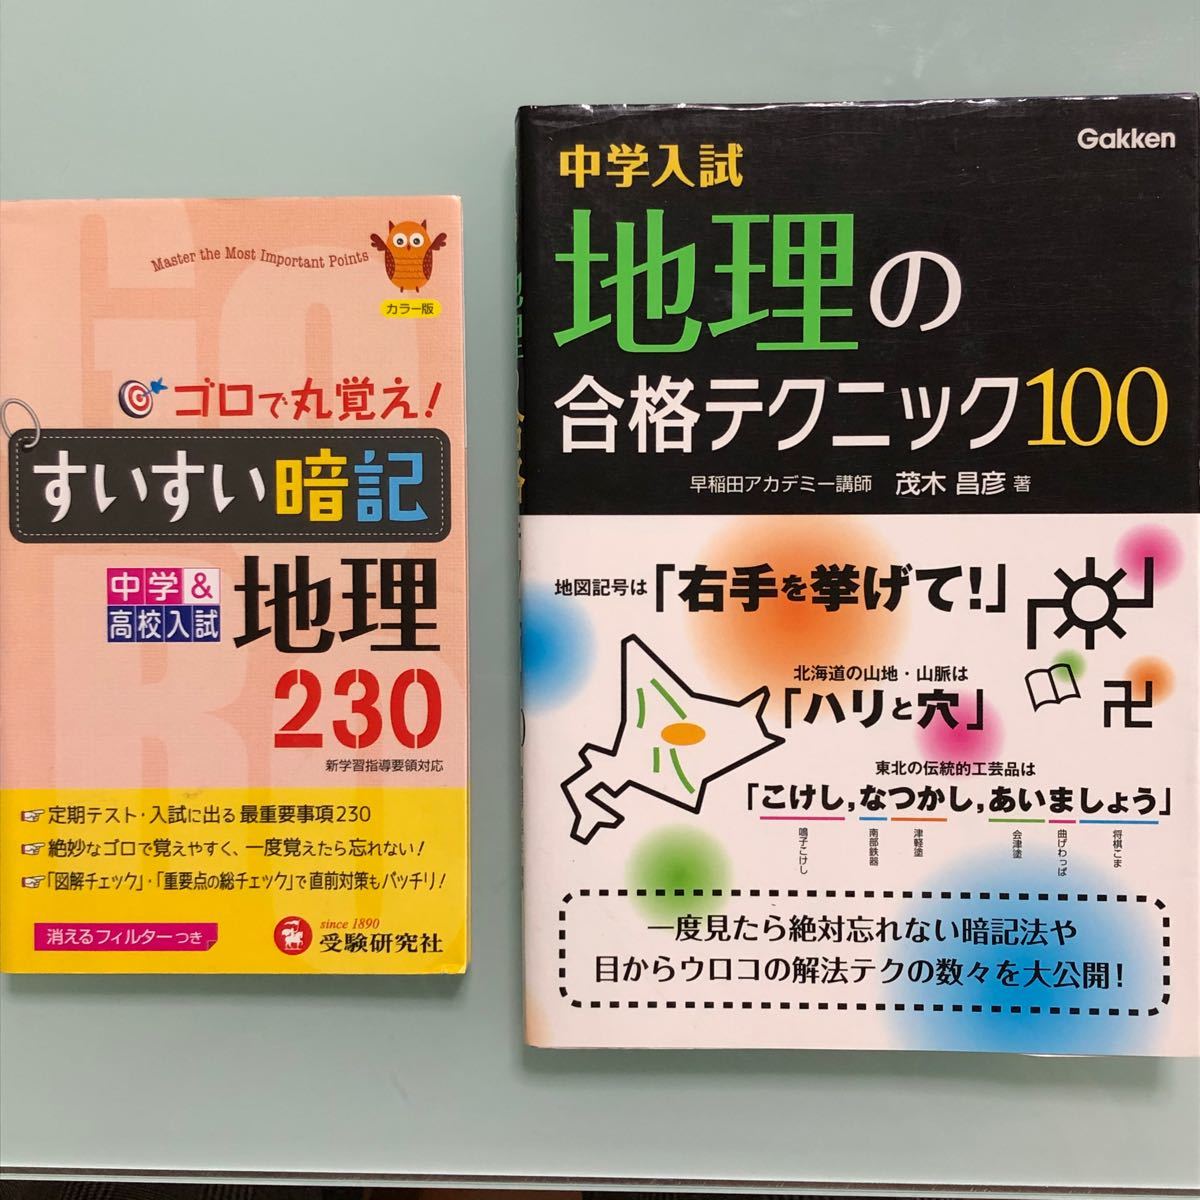 Master the Most Important Points
カラー版
ゴロで丸覚え!
すいすい暗記
中学&
高校入試
地理
230
新学習指導要領対応
定期テスト・入試に出る 最重要事項230
絶妙なゴロで覚えやすく、一度覚えたら忘れない!
「図解チェック」・「重要点の総チェック」で直前対策もバッチリ!
消えるフィルターつき
since 1890
受験研究社
Gakken
中学入試
地理の
合格テクニック100
早稲田アカデミー講師 茂木 昌彦 著
地図記号は「右手を挙げて!」
北海道の山地・山脈は
「ハリと穴」
卍
東北の伝統的工芸品は
「こけし,なつかし,あいましょう」
鳴子こけし
南部鉄器
津軽塗
会津塗
曲げわっぱ
将棋こま
一度見たら絶対忘れない暗記法や
目からウロコの解法テクの数々を大公開!